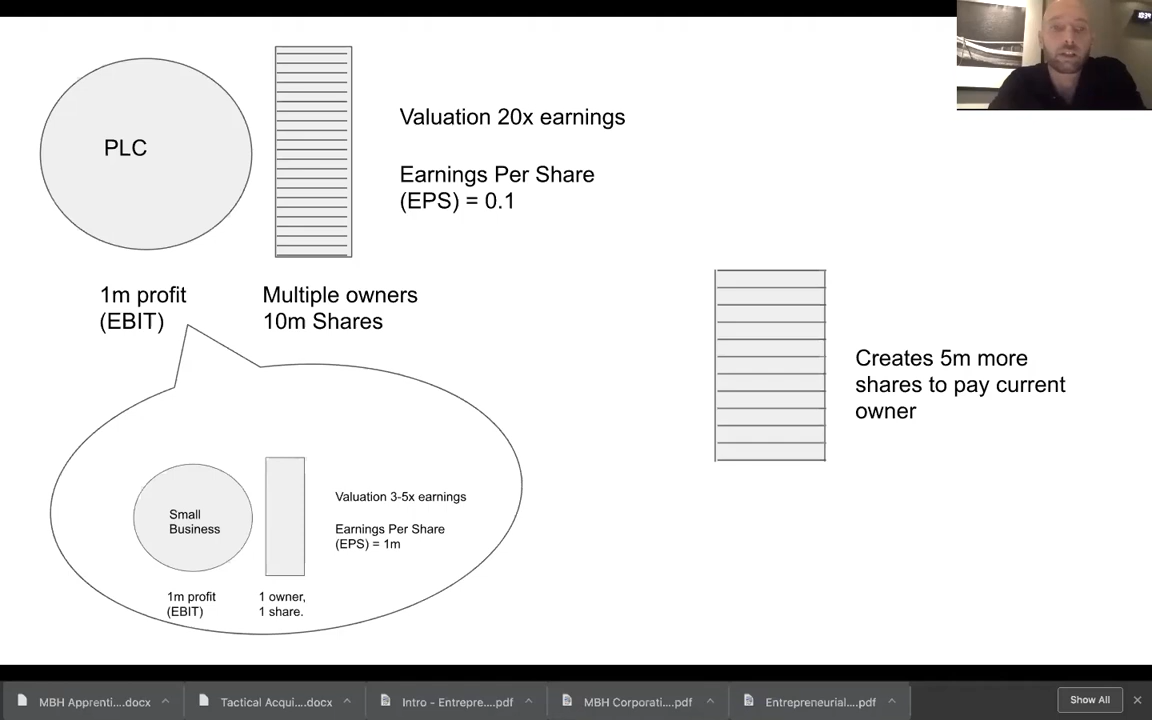 PLC
Valuation 20x earnings
Earnings Per Share
(EPS) = 0.1
1m profit
(EBIT)
Multiple owners
10m Shares
Creates 5m more
shares to pay current
owner
Small
Business
Valuation 3-5x earnings
Earnings Per Share
(EPS) = 1m
1m profit
(EBIT)
1 owner,
1 share.
MBH Apprenti....docx
Tactical Acqui....docx
Intro - Entrepre....pdf
MBH Corporati....pdf
Entrepreneurial....pdf
Show All